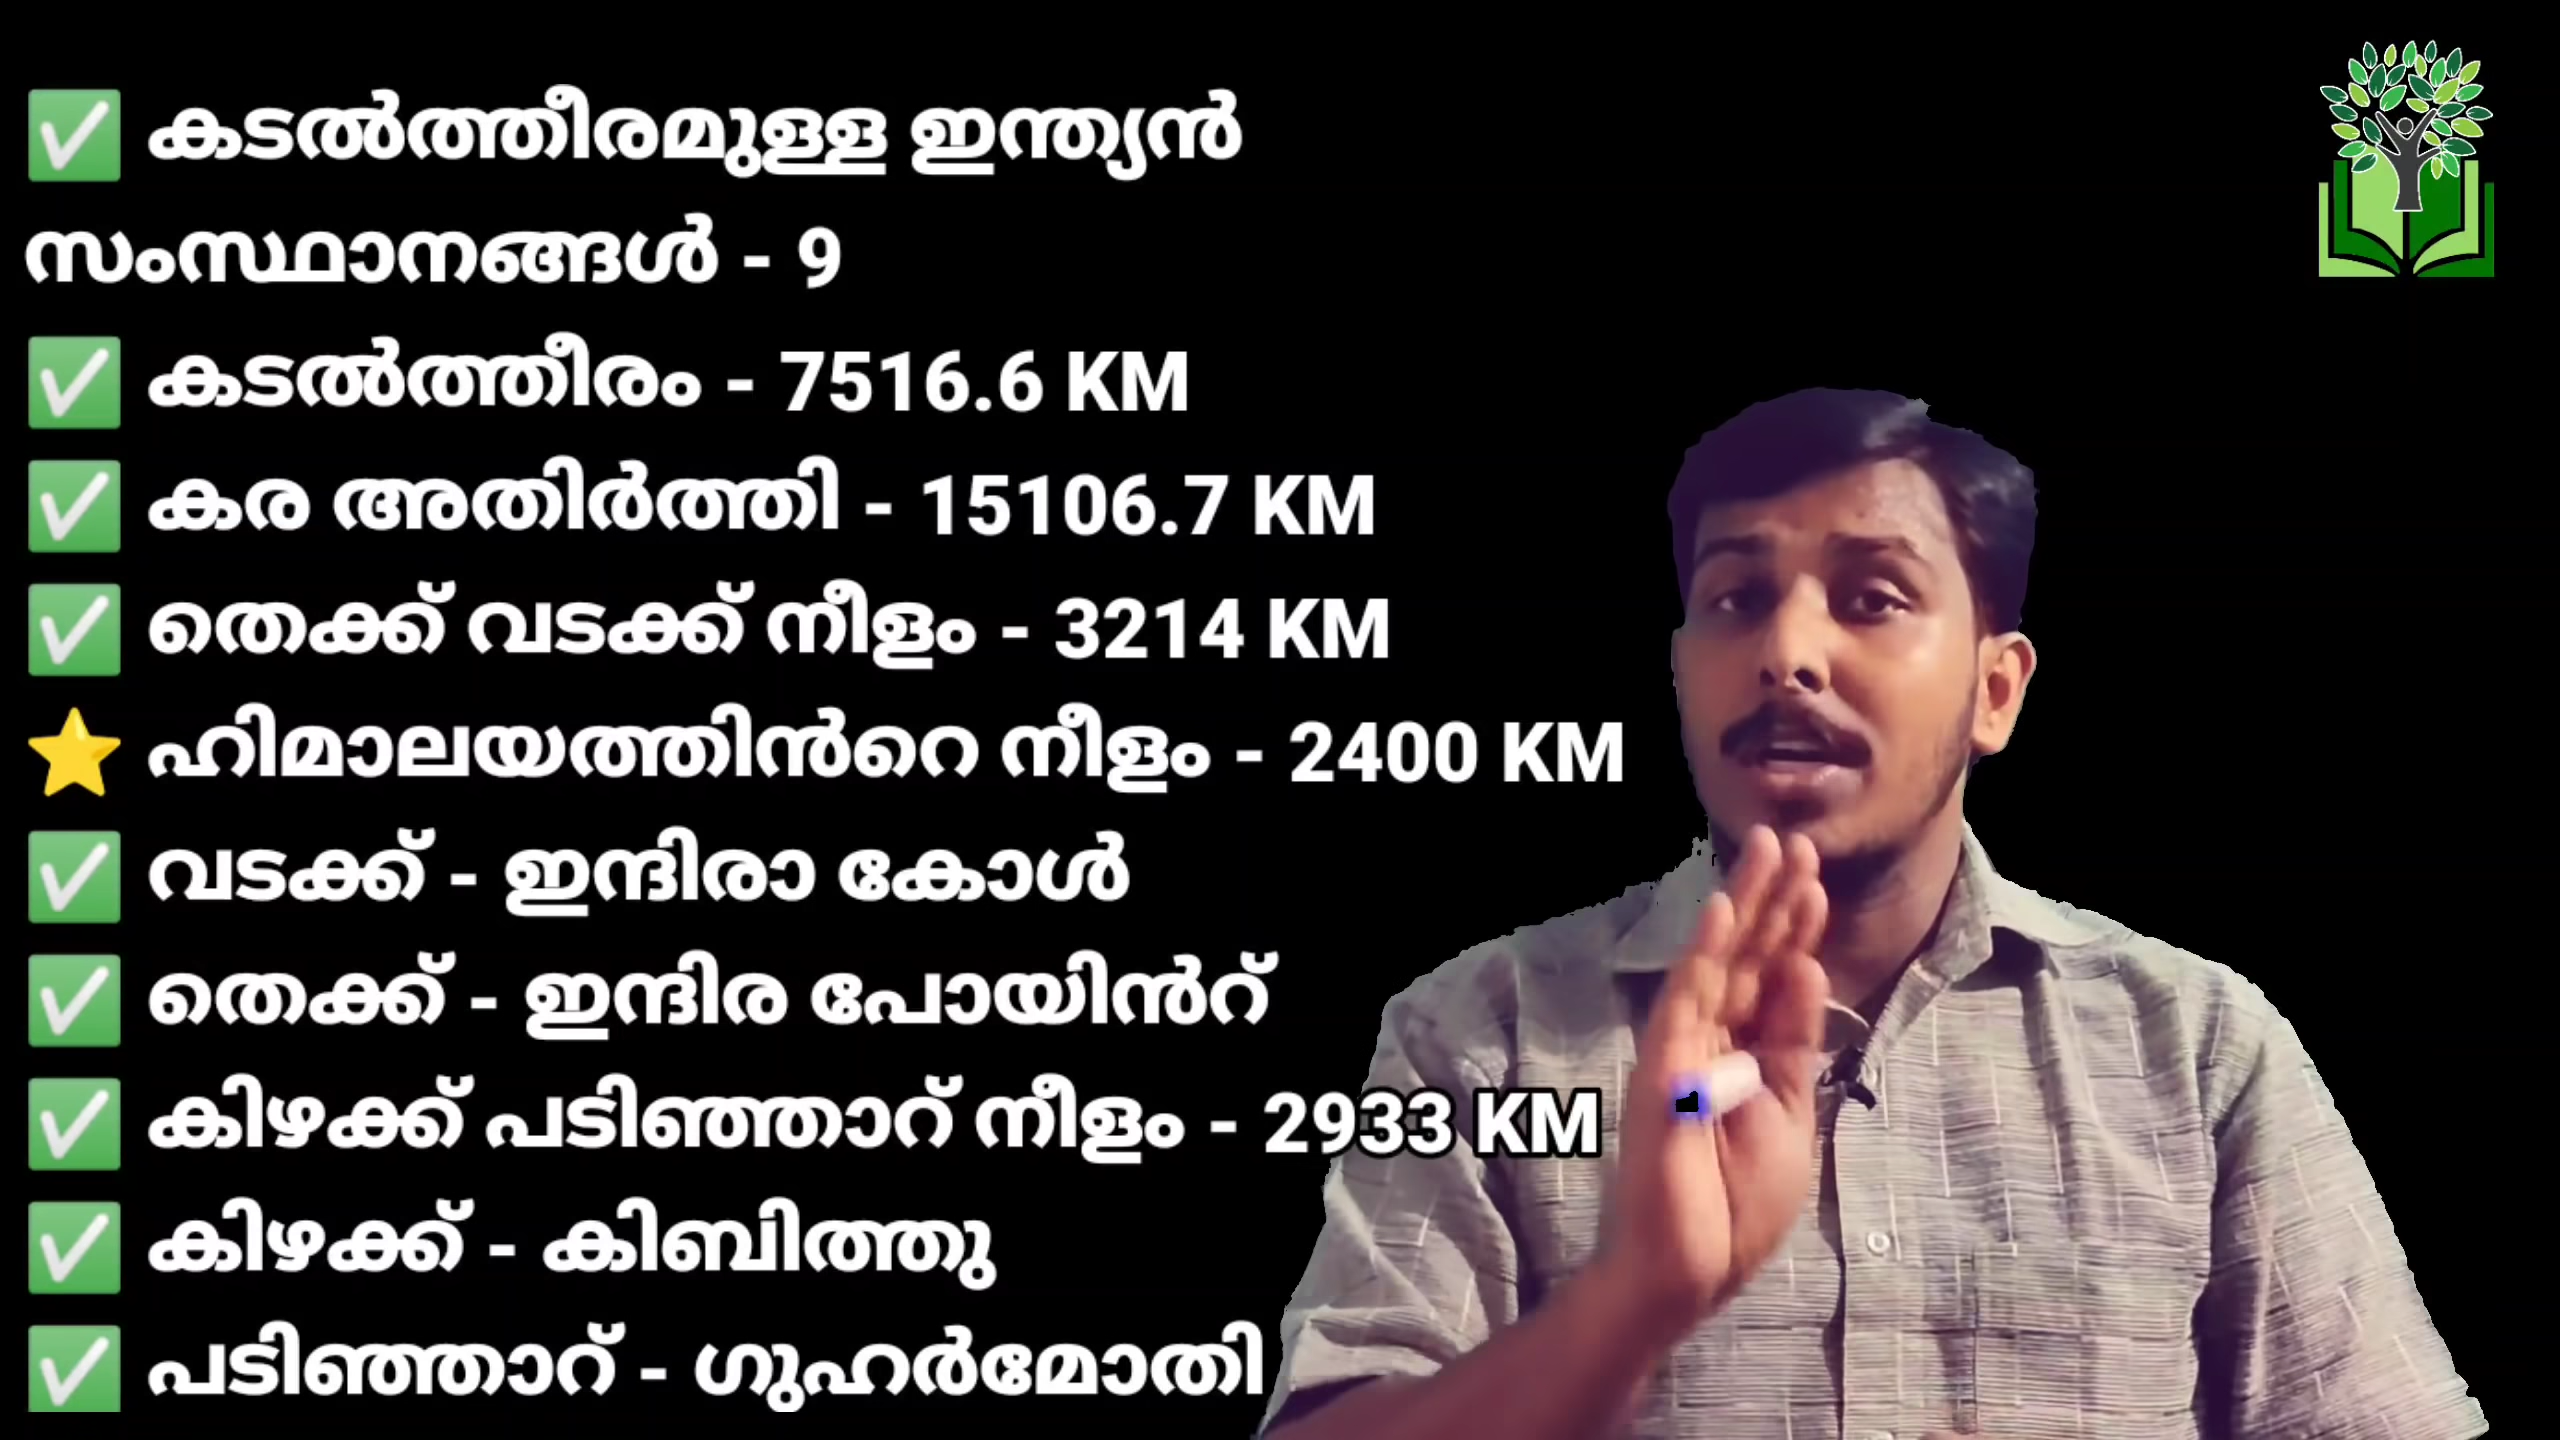 ✅ കടൽത്തീരമുള്ള ഇന്ത്യൻ
സംസ്ഥാനങ്ങൾ - 9
✅ കടൽത്തീരം - 7516.6 KM
✅ കര അതിർത്തി - 15106.7 KM
✅ തെക്ക് വടക്ക് നീളം - 3214 KM
⭐ ഹിമാലയത്തിൻറെ നീളം - 2400 KM
✅ വടക്ക് - ഇന്ദിരാ കോൾ
✅ തെക്ക് - ഇന്ദിര പോയിൻറ്
✅ കിഴക്ക് പടിഞ്ഞാറ് നീളം - 2933 KM
✅ കിഴക്ക് - കിബിത്തു
✅ പടിഞ്ഞാറ് - ഗുഹർമോതി